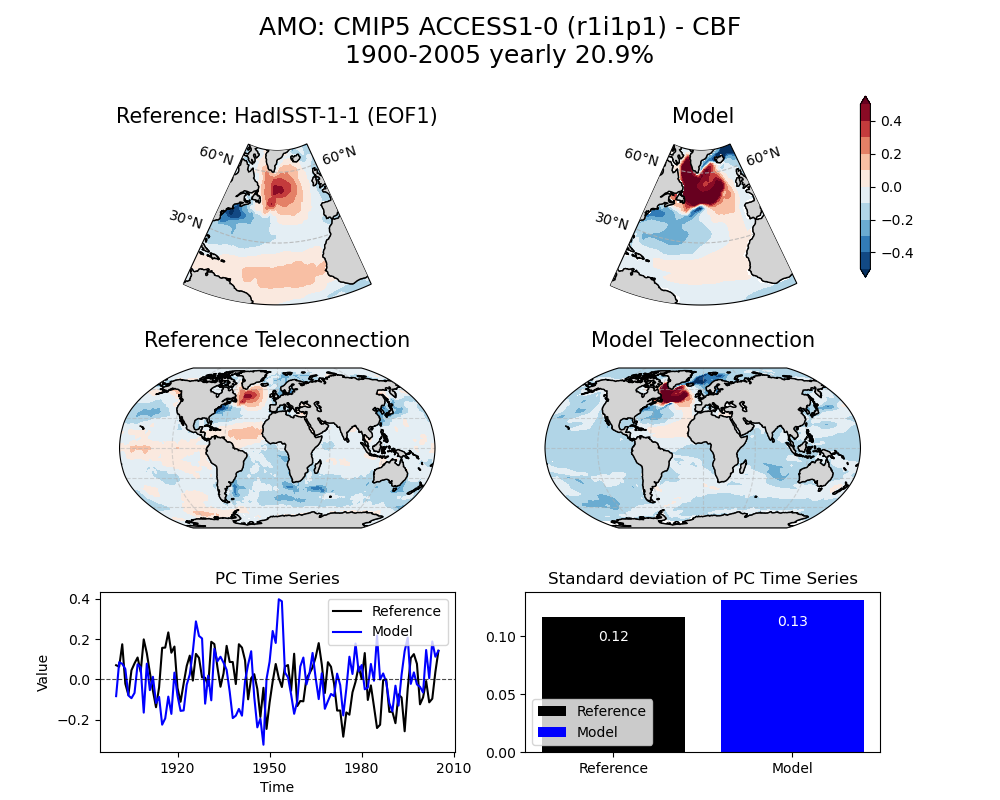 AMO: CMIP5 ACCESS1-0 (r1i1p1) - CBF
1900-2005 yearly 20.9%
Reference: HadISST-1-1 (EOF1)
Model
60°N
60°N
30°N
60°N
60°N
30°N
0.4
0.2
0.0
−0.2
−0.4
Reference Teleconnection
Model Teleconnection
PC Time Series
Value
0.4
0.2
0.0
−0.2
Reference
Model
1920
1950
1980
2010
Time
Standard deviation of PC Time Series
0.10
0.05
0.00
0.12
0.13
Reference
Model
Reference
Model